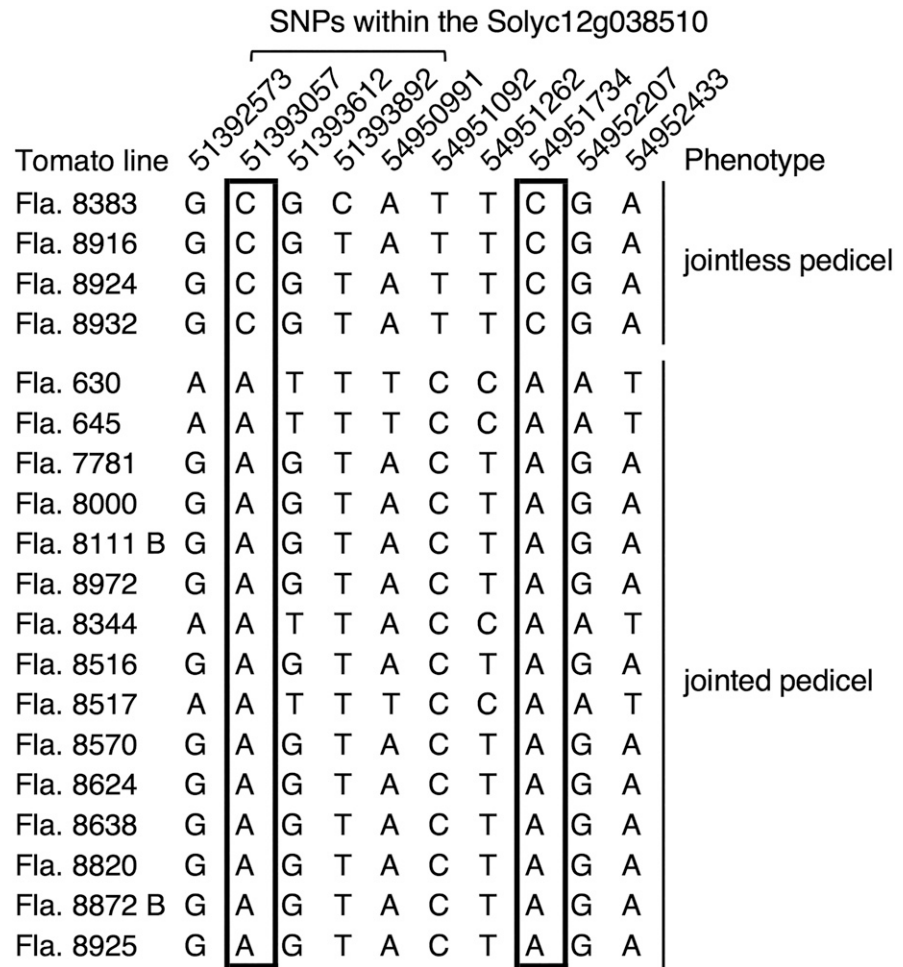 SNPs within the Solyc12g038510
51392573 51393057 51393612 51393892 54950991 54951092 54951262 54951734 54952207 54952433
Tomato line Phenotype
Fla. 8383 G C G C A T T C G A
Fla. 8916 G C G T A T T C G A
jointless pedicel
Fla. 8924 G C G T A T T C G A
Fla. 8932 G C G T A T T C G A
Fla. 630 A A T T T C C A A T
Fla. 645 A A T T T C C A A T
Fla. 7781 G A G T A C T A G A
Fla. 8000 G A G T A C T A G A
Fla. 8111 B G A G T A C T A G A
Fla. 8972 G A G T A C T A G A
Fla. 8344 A A T T A C C A A T
Fla. 8516 G A G T A C T A G A
jointed pedicel
Fla. 8517 A A T T T C C A A T
Fla. 8570 G A G T A C T A G A
Fla. 8624 G A G T A C T A G A
Fla. 8638 G A G T A C T A G A
Fla. 8820 G A G T A C T A G A
Fla. 8872 B G A G T A C T A G A
Fla. 8925 G A G T A C T A G A